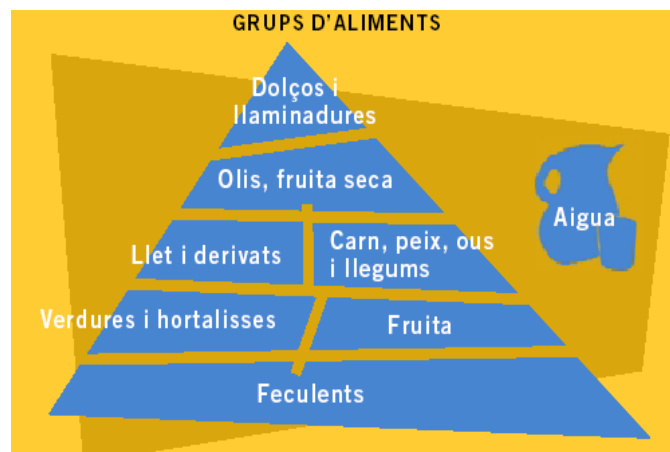 GRUPS D'ALIMENTS
Dolços i
llaminadures
Olis, fruita seca
Llet i derivats
Carn, peix, ous
i llegums
Aigua
Verdures i hortalisses
Fruita
Feculents